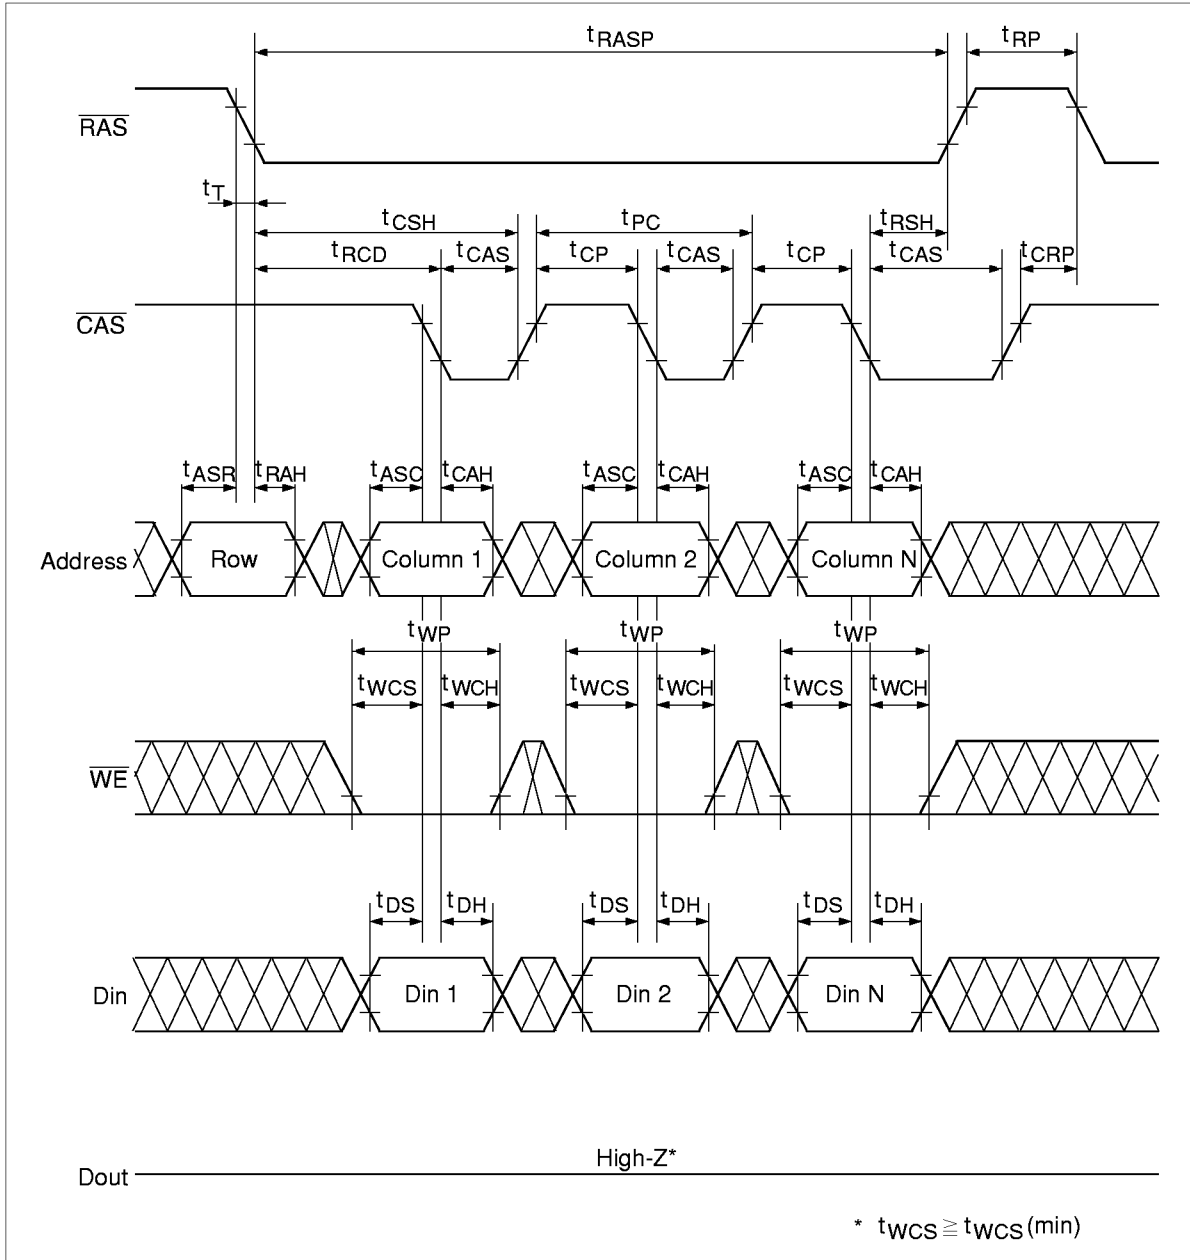 tRASP tRP
RAS
tT
tCSH tPC tRSH
tRCD tCAS tCP tCAS tCP tCAS tCRP
CAS
tASR tRAH tASC tCAH tASC tCAH tASC tCAH
Address Row Column 1 Column 2 Column N
tWP tWP tWP
tWCS tWCH tWCS tWCH tWCS tWCH
WE
tDS tDH tDS tDH tDS tDH
Din Din 1 Din 2 Din N
High-Z*
Dout
* tWCS ≧ tWCS (min)